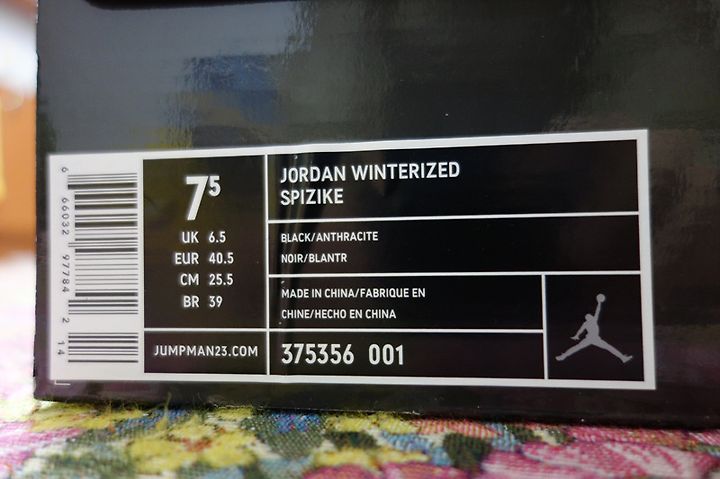 JORDAN WINTERIZED
SPIZIKE
7⁵
UK 6.5
EUR 40.5
CM 25.5
BR 39
BLACK/ANTHRACITE
NOIR/BLANTR
MADE IN CHINA/FABRIQUE EN
CHINE/HECHO EN CHINA
JUMPMAN23.COM
375356 001
6 66032 97784 2 14